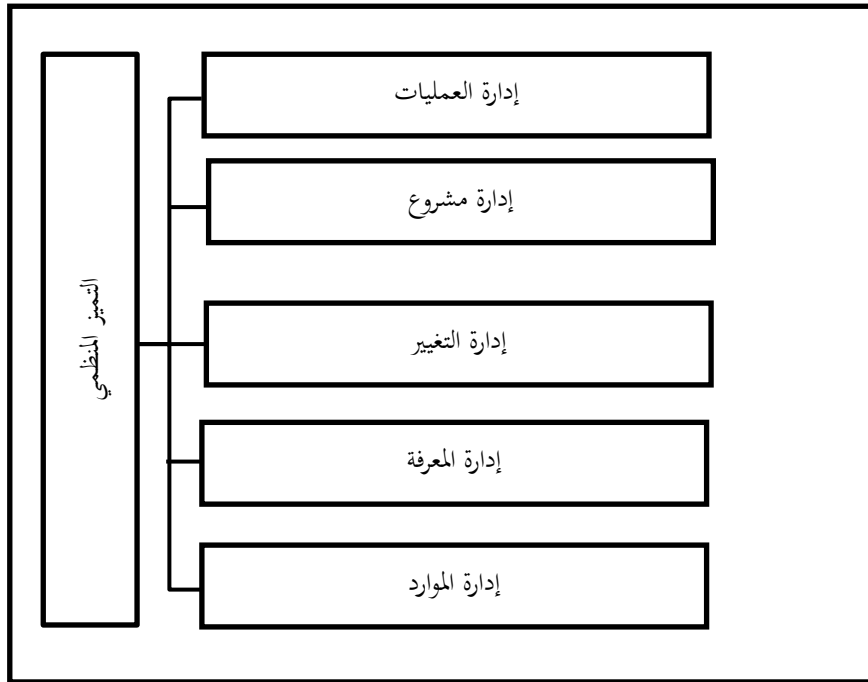 إدارة العمليات
إدارة مشروع
إدارة التغيير
إدارة المعرفة
إدارة الموارد
التميز المنظمي